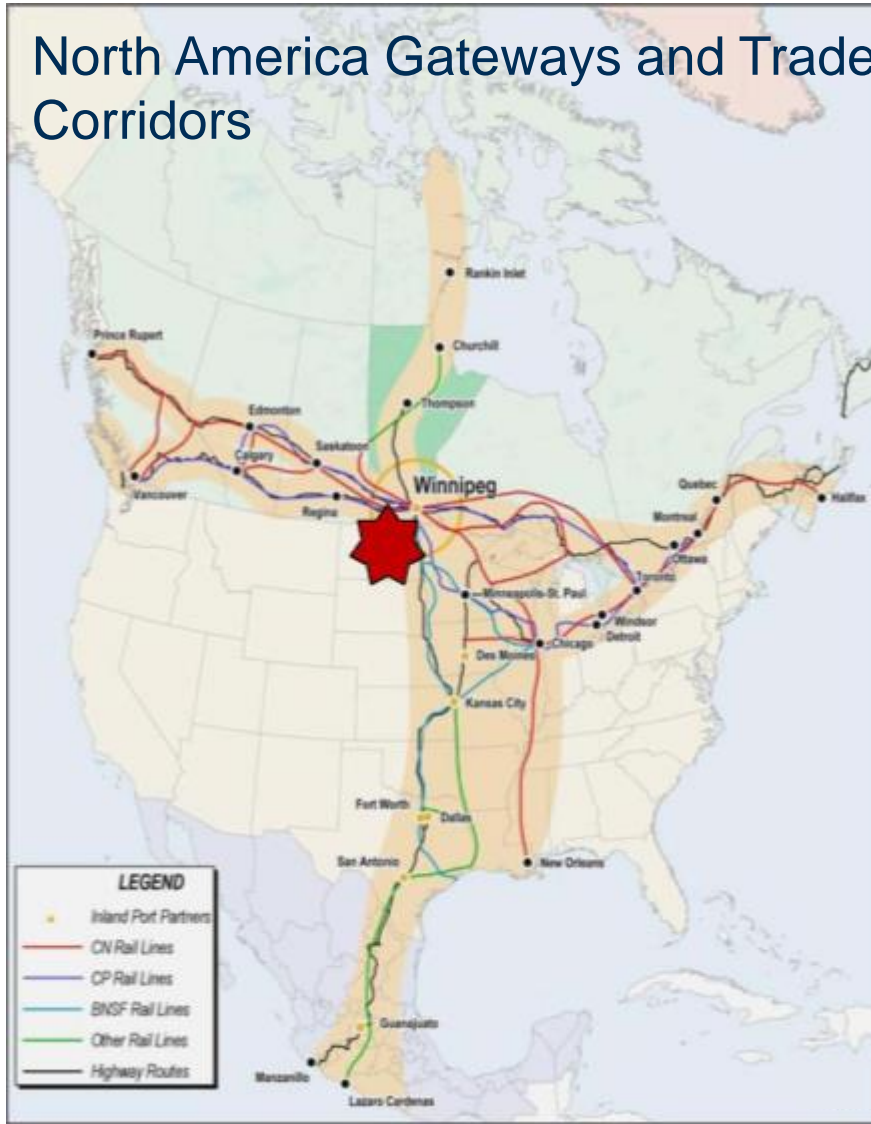 North America Gateways and Trade
Corridors
Rankin Inlet
Prince Rupert
Churchill
Thompson
Edmonton
Saskatoon
Calgary
Winnipeg
Vancouver
Regina
Quebec
Halifax
Montreal
Ottawa
Toronto
Minneapolis-St. Paul
Windsor
Detroit
Chicago
Des Moines
Kansas City
Fort Worth
Dallas
San Antonio
New Orleans
LEGEND
Inland Port Partners
CN Rail Lines
CP Rail Lines
BNSF Rail Lines
Other Rail Lines
Highway Routes
Guanajuato
Manzanillo
Lazaro Cardenas